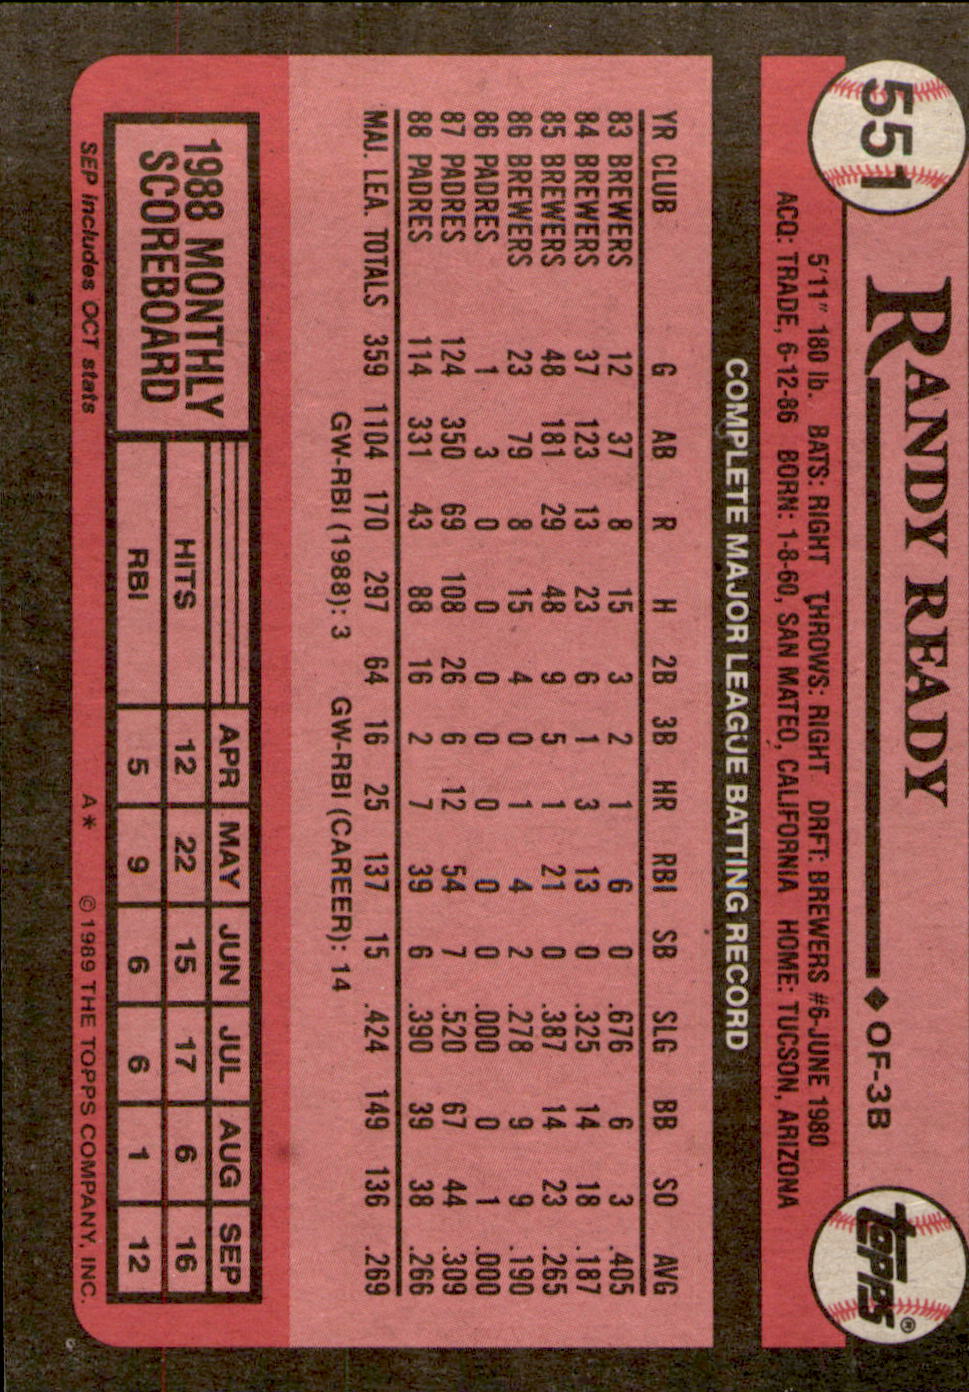 551
RANDY READY ◆ OF-3B
topps®
5'11" 180 lb. BATS: RIGHT THROWS: RIGHT DRFT: BREWERS #6-JUNE 1980
ACQ: TRADE, 6-12-86 BORN: 1-8-60, SAN MATEO, CALIFORNIA HOME: TUCSON, ARIZONA
COMPLETE MAJOR LEAGUE BATTING RECORD
YR CLUB G AB R H 2B 3B HR RBI SB SLG BB SO AVG
83 BREWERS 12 37 8 15 3 2 1 6 0 .676 6 3 .405
84 BREWERS 37 123 13 23 6 1 3 13 0 .325 14 18 .187
85 BREWERS 48 181 29 48 9 5 1 21 0 .387 14 23 .265
86 BREWERS 23 79 8 15 4 0 1 4 2 .278 9 9 .190
86 PADRES 1 3 0 0 0 0 0 0 0 .000 0 1 .000
87 PADRES 124 350 69 108 26 6 12 54 7 .520 67 44 .309
88 PADRES 114 331 43 88 16 2 7 39 6 .390 39 38 .266
MAJ. LEA. TOTALS 359 1104 170 297 64 16 25 137 15 .424 149 136 .269
GW-RBI (1988): 3 GW-RBI (CAREER): 14
1988 MONTHLY
SCOREBOARD
APR MAY JUN JUL AUG SEP
HITS 12 22 15 17 6 16
RBI 5 9 6 6 1 12
SEP includes OCT stats A* © 1989 THE TOPPS COMPANY, INC.